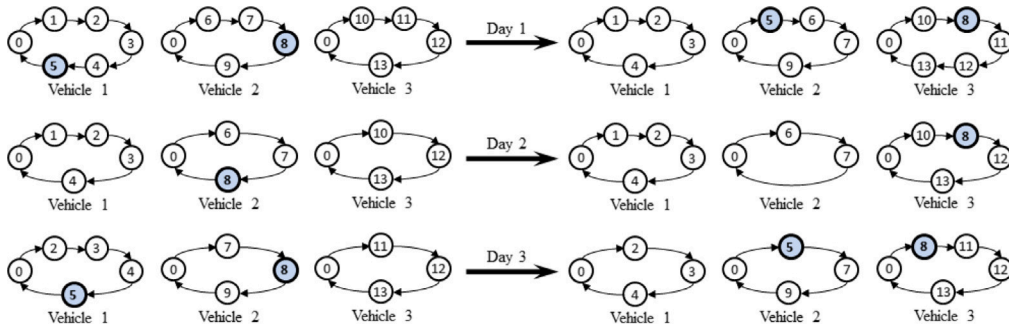 1 2 6 7 10 11 Day 1 1 2 5 6 10 8
0 3 0 8 0 12 0 3 0 7 0 11
5 4 9 13 4 9 13 12
Vehicle 1 Vehicle 2 Vehicle 3 Vehicle 1 Vehicle 2 Vehicle 3
1 2 6 10 Day 2 1 2 6 10 8
0 3 0 7 0 12 0 3 0 7 0 12
4 8 13 4 13
Vehicle 1 Vehicle 2 Vehicle 3 Vehicle 1 Vehicle 2 Vehicle 3
2 3 7 11 Day 3 2 5 8 11
0 4 0 8 0 12 0 3 0 7 0 12
5 9 13 4 9 13
Vehicle 1 Vehicle 2 Vehicle 3 Vehicle 1 Vehicle 2 Vehicle 3